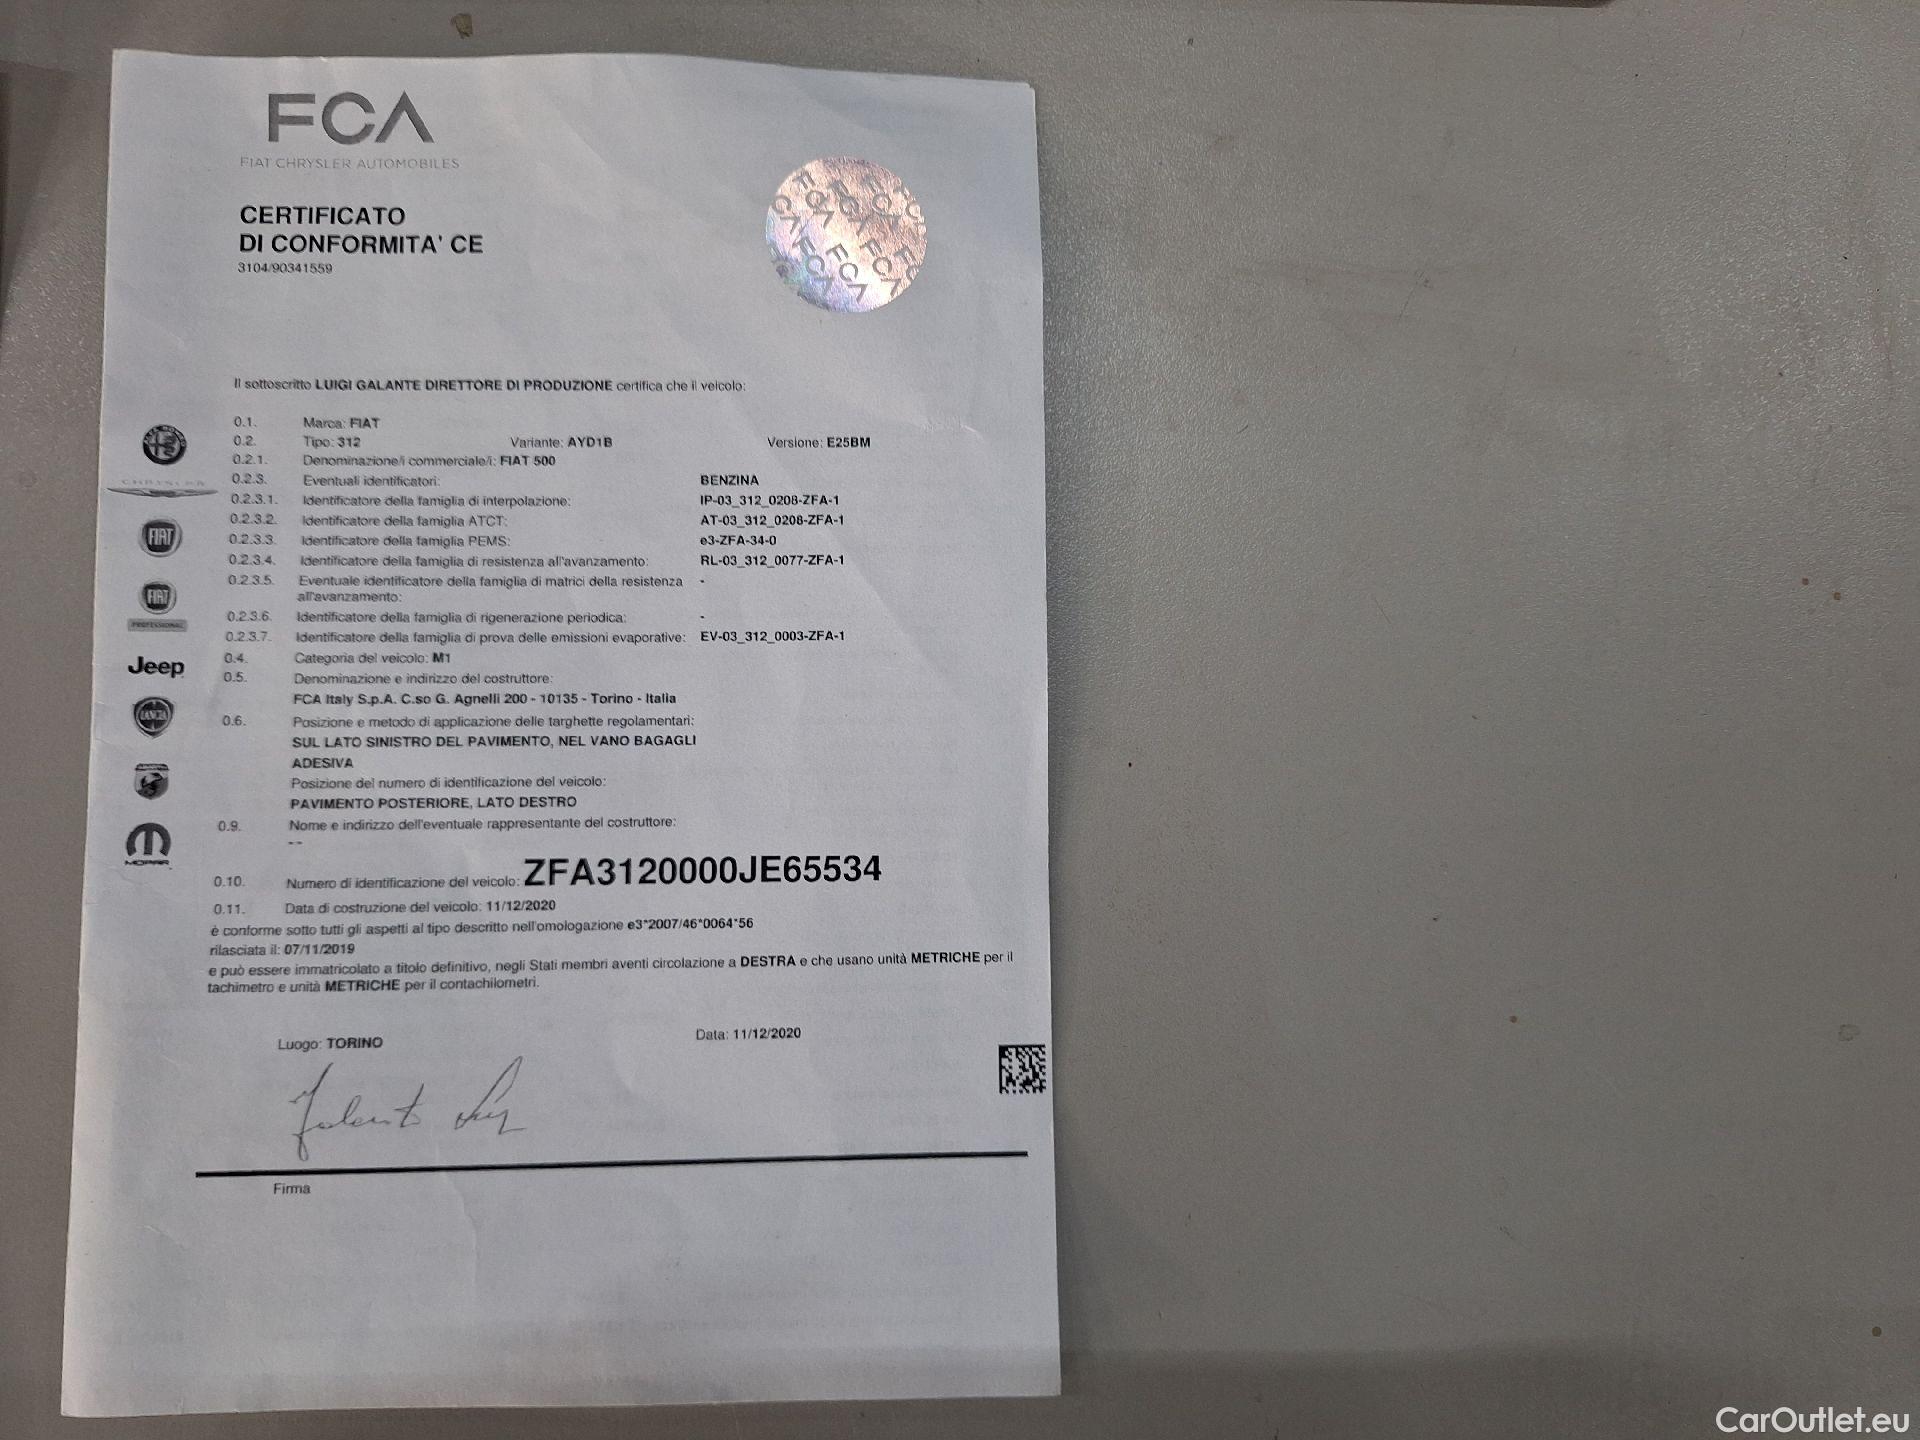 FCA
FIAT CHRYSLER AUTOMOBILES
CERTIFICATO
DI CONFORMITA' CE
3104/90341559
Il sottoscritto LUIGI GALANTE DIRETTORE DI PRODUZIONE certifica che il veicolo:
0.1. Marca: FIAT
0.2. Tipo: 312 Variante: AYD1B Versione: E25BM
0.2.1. Denominazione/i commerciale/i: FIAT 500
0.2.3. Eventuali identificatori: BENZINA
0.2.3.1. Identificatore della famiglia di interpolazione: IP-03_312_0208-ZFA-1
0.2.3.2. Identificatore della famiglia ATCT: AT-03_312_0208-ZFA-1
0.2.3.3. Identificatore della famiglia PEMS: e3-ZFA-34-0
0.2.3.4. Identificatore della famiglia di resistenza all'avanzamento: RL-03_312_0077-ZFA-1
0.2.3.5. Eventuale identificatore della famiglia di matrici della resistenza -
all'avanzamento:
0.2.3.6. Identificatore della famiglia di rigenerazione periodica: -
0.2.3.7. Identificatore della famiglia di prova delle emissioni evaporative: EV-03_312_0003-ZFA-1
0.4. Categoria del veicolo: M1
0.5. Denominazione e indirizzo del costruttore:
FCA Italy S.p.A. C.so G. Agnelli 200 - 10135 - Torino - Italia
0.6. Posizione e metodo di applicazione delle targhette regolamentari:
SUL LATO SINISTRO DEL PAVIMENTO, NEL VANO BAGAGLI
ADESIVA
Posizione del numero di identificazione del veicolo:
PAVIMENTO POSTERIORE, LATO DESTRO
0.9. Nome e indirizzo dell'eventuale rappresentante del costruttore:
--
0.10. Numero di identificazione del veicolo: ZFA3120000JE65534
0.11. Data di costruzione del veicolo: 11/12/2020
è conforme sotto tutti gli aspetti al tipo descritto nell'omologazione e3*2007/46*0064*56
rilasciata il: 07/11/2019
e può essere immatricolato a titolo definitivo, negli Stati membri aventi circolazione a DESTRA e che usano unità METRICHE per il
tachimetro e unità METRICHE per il contachilometri.
Luogo: TORINO Data: 11/12/2020
Firma
CHRYSLER
FIAT
FIAT
PROFESSIONAL
Jeep
LANCIA
MOPAR
FCA FCA FCA
CarOutlet.eu